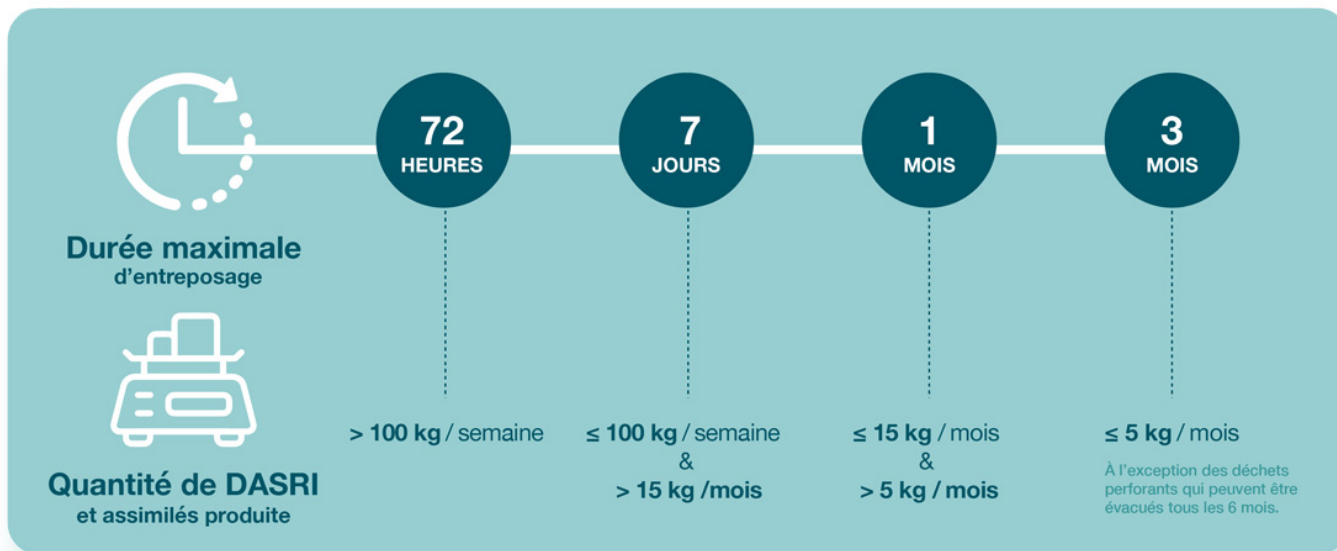 72
HEURES
7
JOURS
1
MOIS
3
MOIS
Durée maximale
d'entreposage
> 100 kg / semaine
≤ 100 kg / semaine
&
> 15 kg /mois
≤ 15 kg / mois
&
> 5 kg / mois
≤ 5 kg / mois
À l'exception des déchets
perforants qui peuvent être
évacués tous les 6 mois.
Quantité de DASRI
et assimilés produite